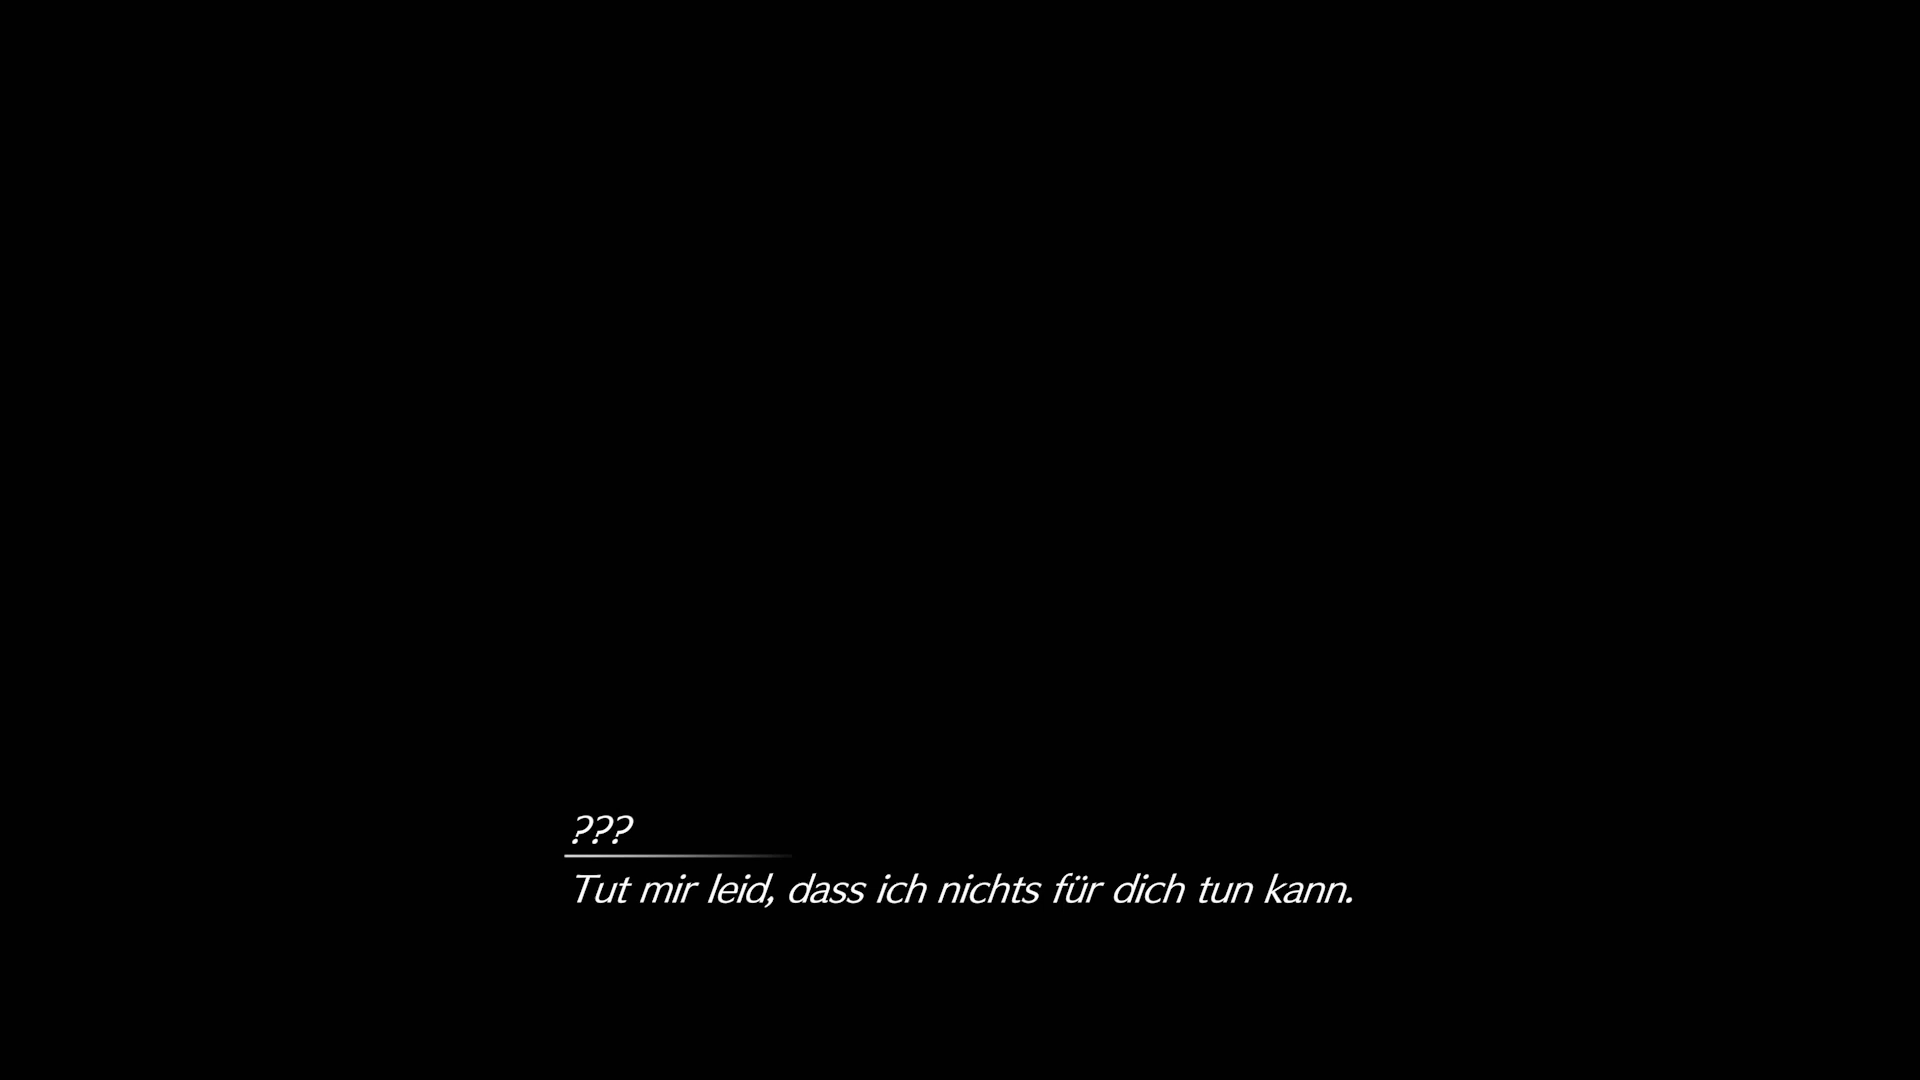 ???
Tut mir leid, dass ich nichts für dich tun kann.